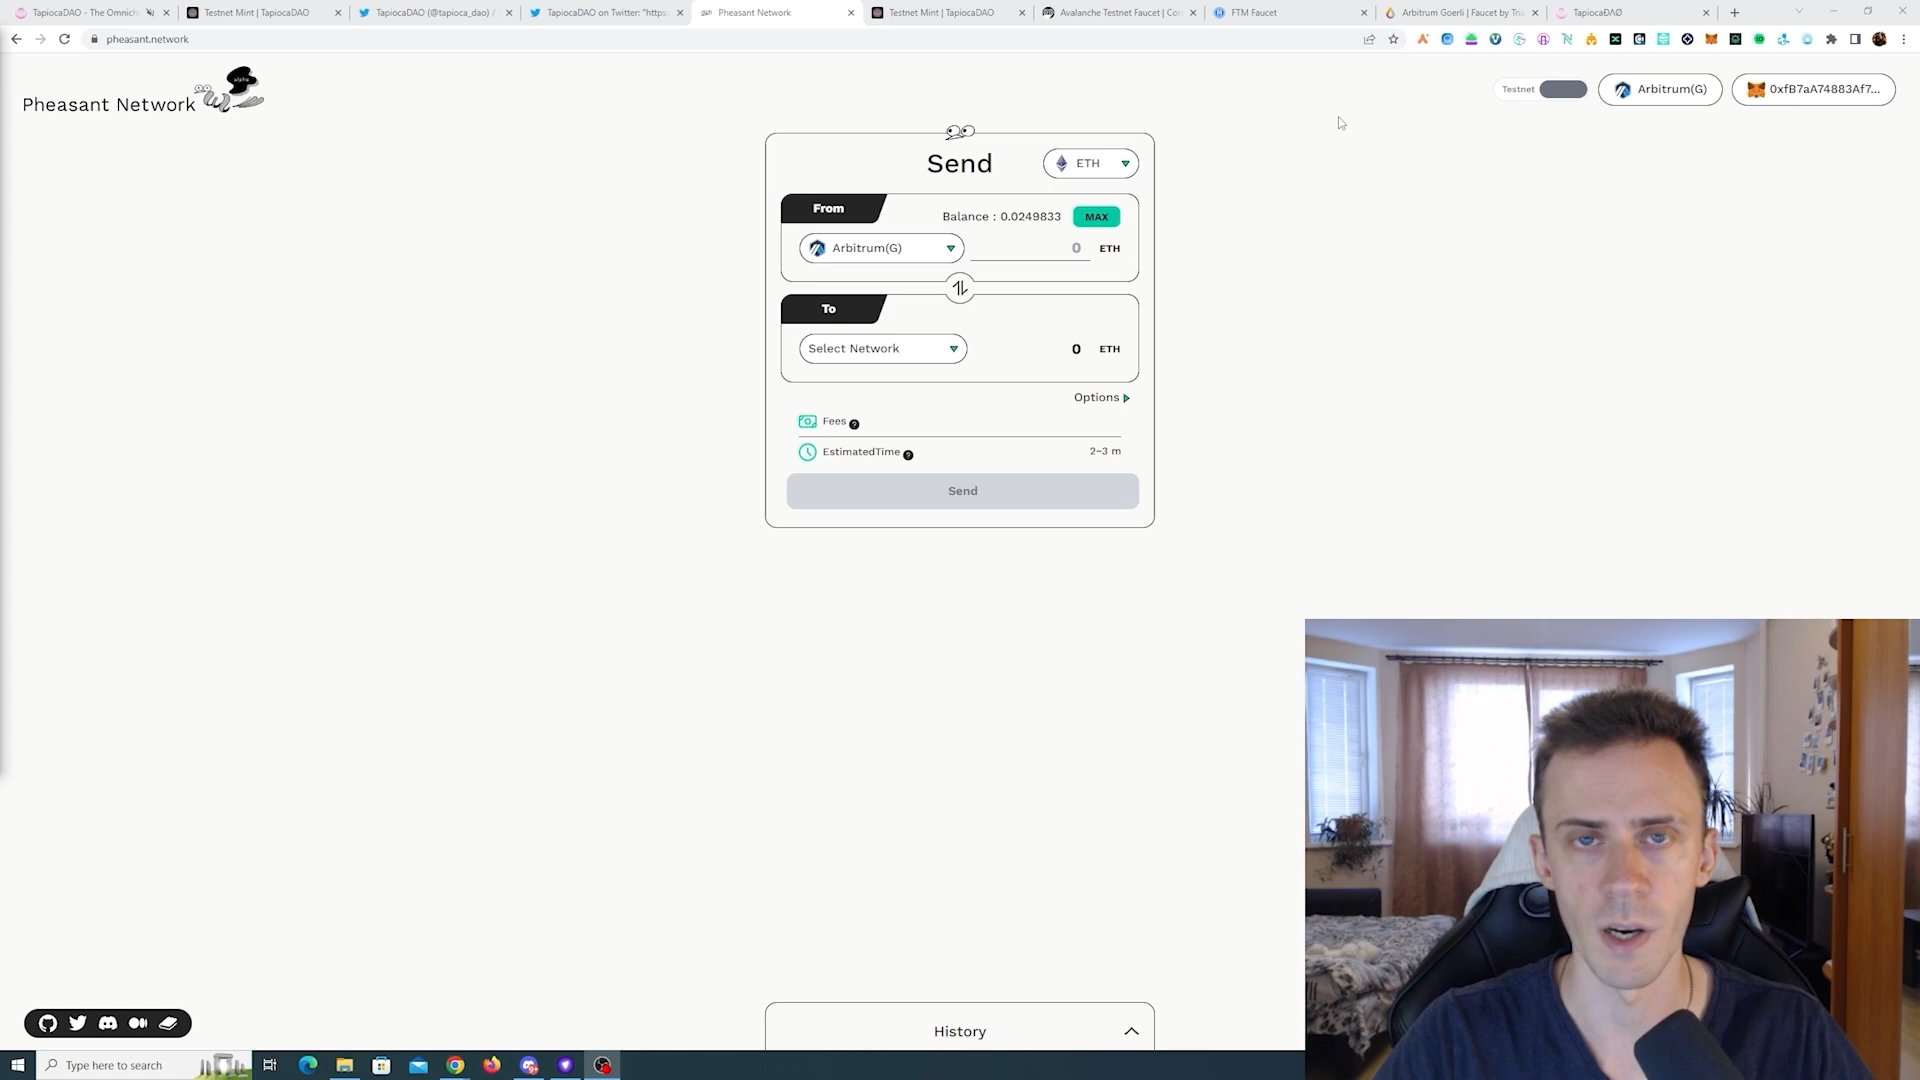 TapiocaDAO - The Omnich
Testnet Mint | TapiocaDAO
TapiocaDAO (@tapioca_dao) /
TapiocaDAO on Twitter: "https:
Pheasant Network
Testnet Mint | TapiocaDAO
Avalanche Testnet Faucet | Cor
FTM Faucet
Arbitrum Goerli | Faucet by Tria
TapiocaÐΛØ
pheasant.network
Pheasant Network
alpha
Testnet
Arbitrum(G)
0xfB7aA74883Af7...
Send
ETH
From
Balance : 0.0249833
MAX
Arbitrum(G)
0
ETH
To
Select Network
0
ETH
Options
Fees ?
EstimatedTime ?
2~3 m
Send
History
Type here to search